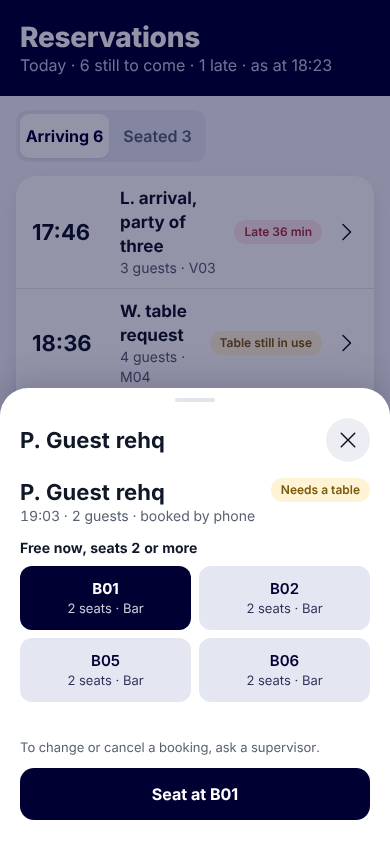 Reservations
Today · 6 still to come · 1 late · as at 18:23
Arriving 6
Seated 3
17:46
L. arrival,
party of
three
3 guests · V03
Late 36 min
18:36
W. table
request
4 guests ·
M04
Table still in use
P. Guest rehq
P. Guest rehq
Needs a table
19:03 · 2 guests · booked by phone
Free now, seats 2 or more
B01
2 seats · Bar
B02
2 seats · Bar
B05
2 seats · Bar
B06
2 seats · Bar
To change or cancel a booking, ask a supervisor.
Seat at B01